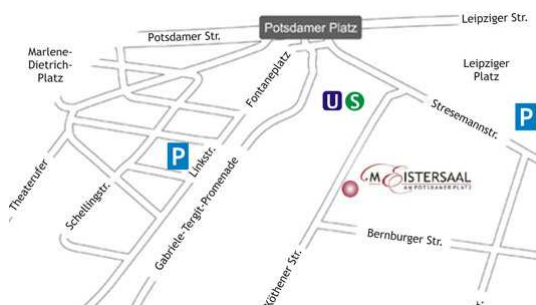 Potsdamer Platz
Leipziger Str.
Potsdamer Str.
Marlene-
Dietrich-
Platz
Fontaneplatz
Leipziger
Platz
U S
Stresemannstr.
P
P
Linkstr.
Theaterufer
Schellingstr.
Gabriele-Tergit-Promenade
MEISTERSAAL
AM POTSDAMER PLATZ
Bernburger Str.
Köthener Str.